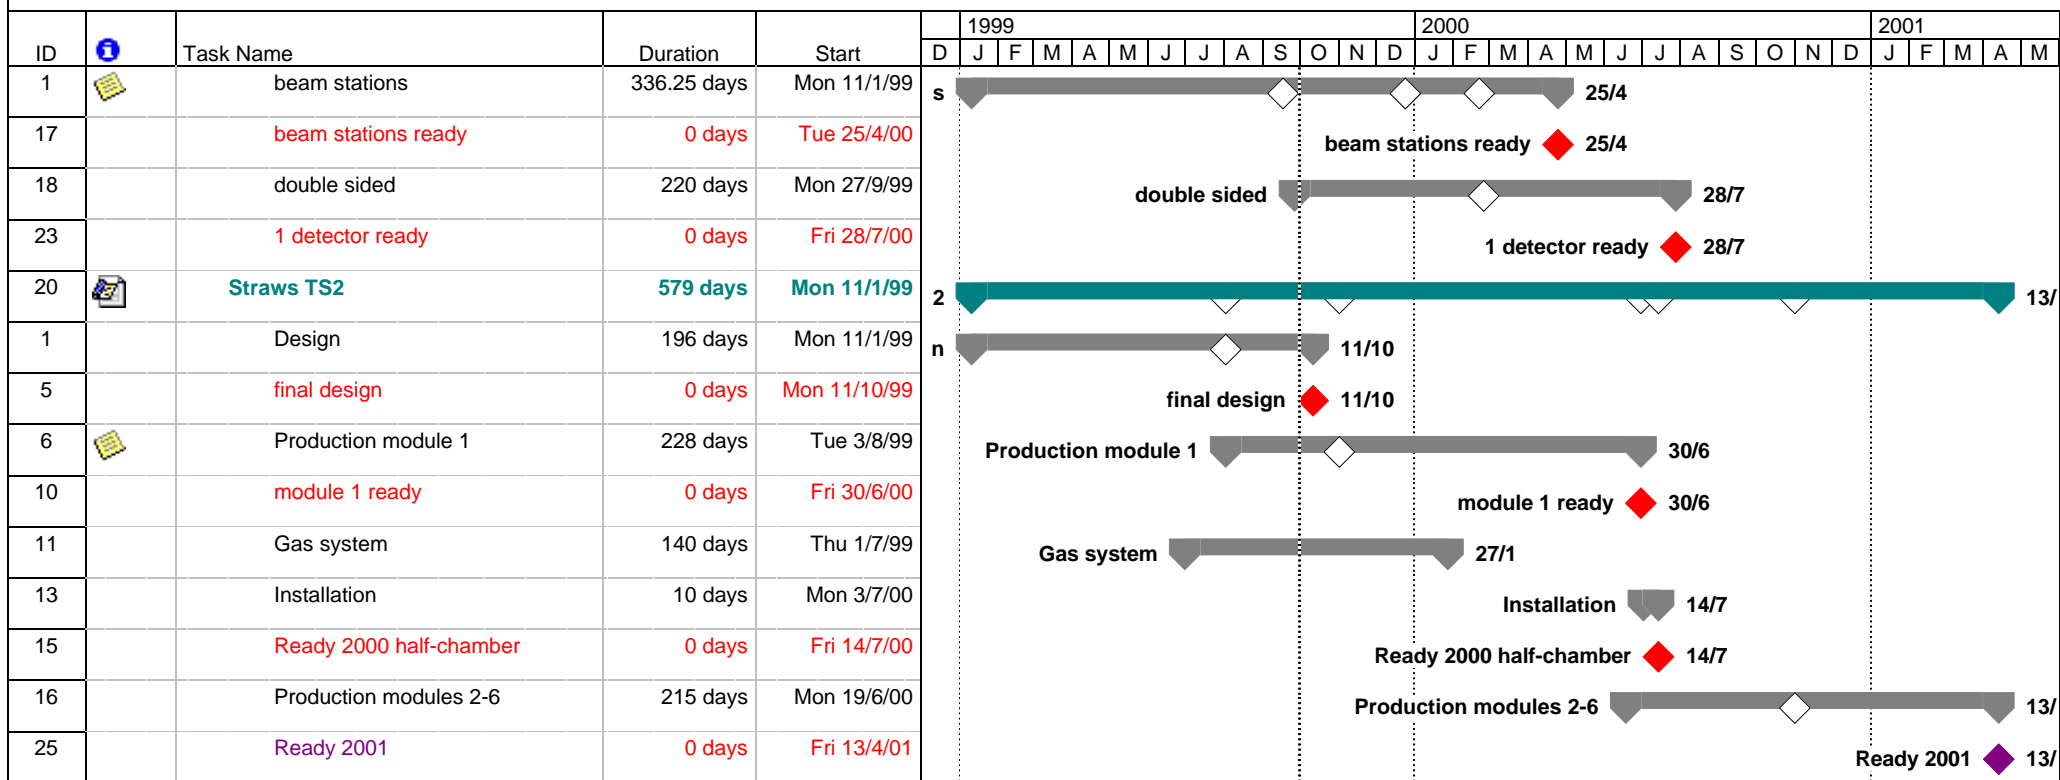 1999 2000 2001
ID Task Name Duration Start D J F M A M J J A S O N D J F M A M J J A S O N D J F M A M
1 beam stations 336.25 days Mon 11/1/99 s 25/4
17 beam stations ready 0 days Tue 25/4/00 beam stations ready 25/4
18 double sided 220 days Mon 27/9/99 double sided 28/7
23 1 detector ready 0 days Fri 28/7/00 1 detector ready 28/7
20 Straws TS2 579 days Mon 11/1/99 2 13/
1 Design 196 days Mon 11/1/99 n 11/10
5 final design 0 days Mon 11/10/99 final design 11/10
6 Production module 1 228 days Tue 3/8/99 Production module 1 30/6
10 module 1 ready 0 days Fri 30/6/00 module 1 ready 30/6
11 Gas system 140 days Thu 1/7/99 Gas system 27/1
13 Installation 10 days Mon 3/7/00 Installation 14/7
15 Ready 2000 half-chamber 0 days Fri 14/7/00 Ready 2000 half-chamber 14/7
16 Production modules 2-6 215 days Mon 19/6/00 Production modules 2-6 13/
25 Ready 2001 0 days Fri 13/4/01 Ready 2001 13/